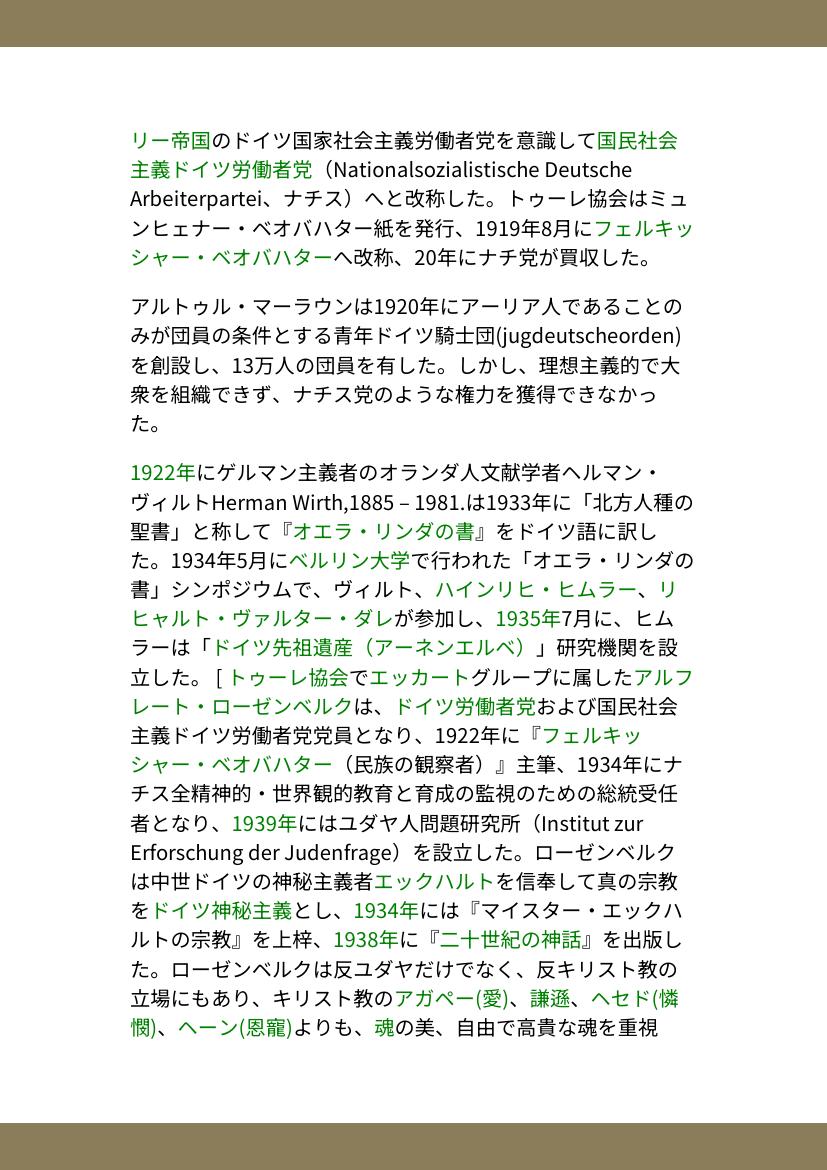 リー帝国のドイツ国家社会主義労働者党を意識して国民社会
主義ドイツ労働者党（Nationalsozialistische Deutsche
Arbeiterpartei、ナチス）へと改称した。トゥーレ協会はミュ
ンヒェナー・ベオバハター紙を発行、1919年8月にフェルキッ
シャー・ベオバハターへ改称、20年にナチ党が買収した。
アルトゥル・マーラウンは1920年にアーリア人であることの
みが団員の条件とする青年ドイツ騎士団(jugdeutscheorden)
を創設し、13万人の団員を有した。しかし、理想主義的で大
衆を組織できず、ナチス党のような権力を獲得できなかっ
た。
1922年にゲルマン主義者のオランダ人文献学者ヘルマン・
ヴィルトHerman Wirth,1885 – 1981.は1933年に「北方人種の
聖書」と称して『オエラ・リンダの書』をドイツ語に訳し
た。1934年5月にベルリン大学で行われた「オエラ・リンダの
書」シンポジウムで、ヴィルト、ハインリヒ・ヒムラー、リ
ヒャルト・ヴァルター・ダレが参加し、1935年7月に、ヒム
ラーは「ドイツ先祖遺産（アーネンエルベ）」研究機関を設
立した。 [ トゥーレ協会でエッカートグループに属したアルフ
レート・ローゼンベルクは、ドイツ労働者党および国民社会
主義ドイツ労働者党党員となり、1922年に『フェルキッ
シャー・ベオバハター（民族の観察者）』主筆、1934年にナ
チス全精神的・世界観的教育と育成の監視のための総統受任
者となり、1939年にはユダヤ人問題研究所（Institut zur
Erforschung der Judenfrage）を設立した。ローゼンベルク
は中世ドイツの神秘主義者エックハルトを信奉して真の宗教
をドイツ神秘主義とし、1934年には『マイスター・エックハ
ルトの宗教』を上梓、1938年に『二十世紀の神話』を出版し
た。ローゼンベルクは反ユダヤだけでなく、反キリスト教の
立場にもあり、キリスト教のアガペー(愛)、謙遜、ヘセド(憐
憫)、ヘーン(恩寵)よりも、魂の美、自由で高貴な魂を重視